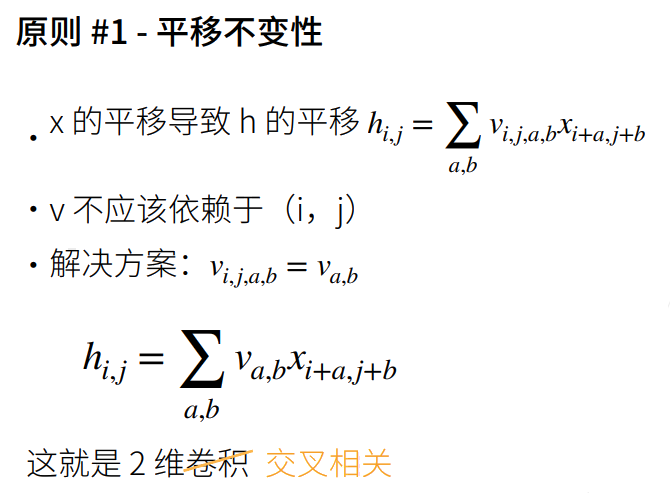 原则 #1 - 平移不变性
• x 的平移导致 h 的平移 h_{i,j} = ∑_{a,b} v_{i,j,a,b}x_{i+a,j+b}
• v 不应该依赖于（i，j）
• 解决方案：v_{i,j,a,b} = v_{a,b}
h_{i,j} = ∑_{a,b} v_{a,b}x_{i+a,j+b}
这就是 2 维卷积 交叉相关